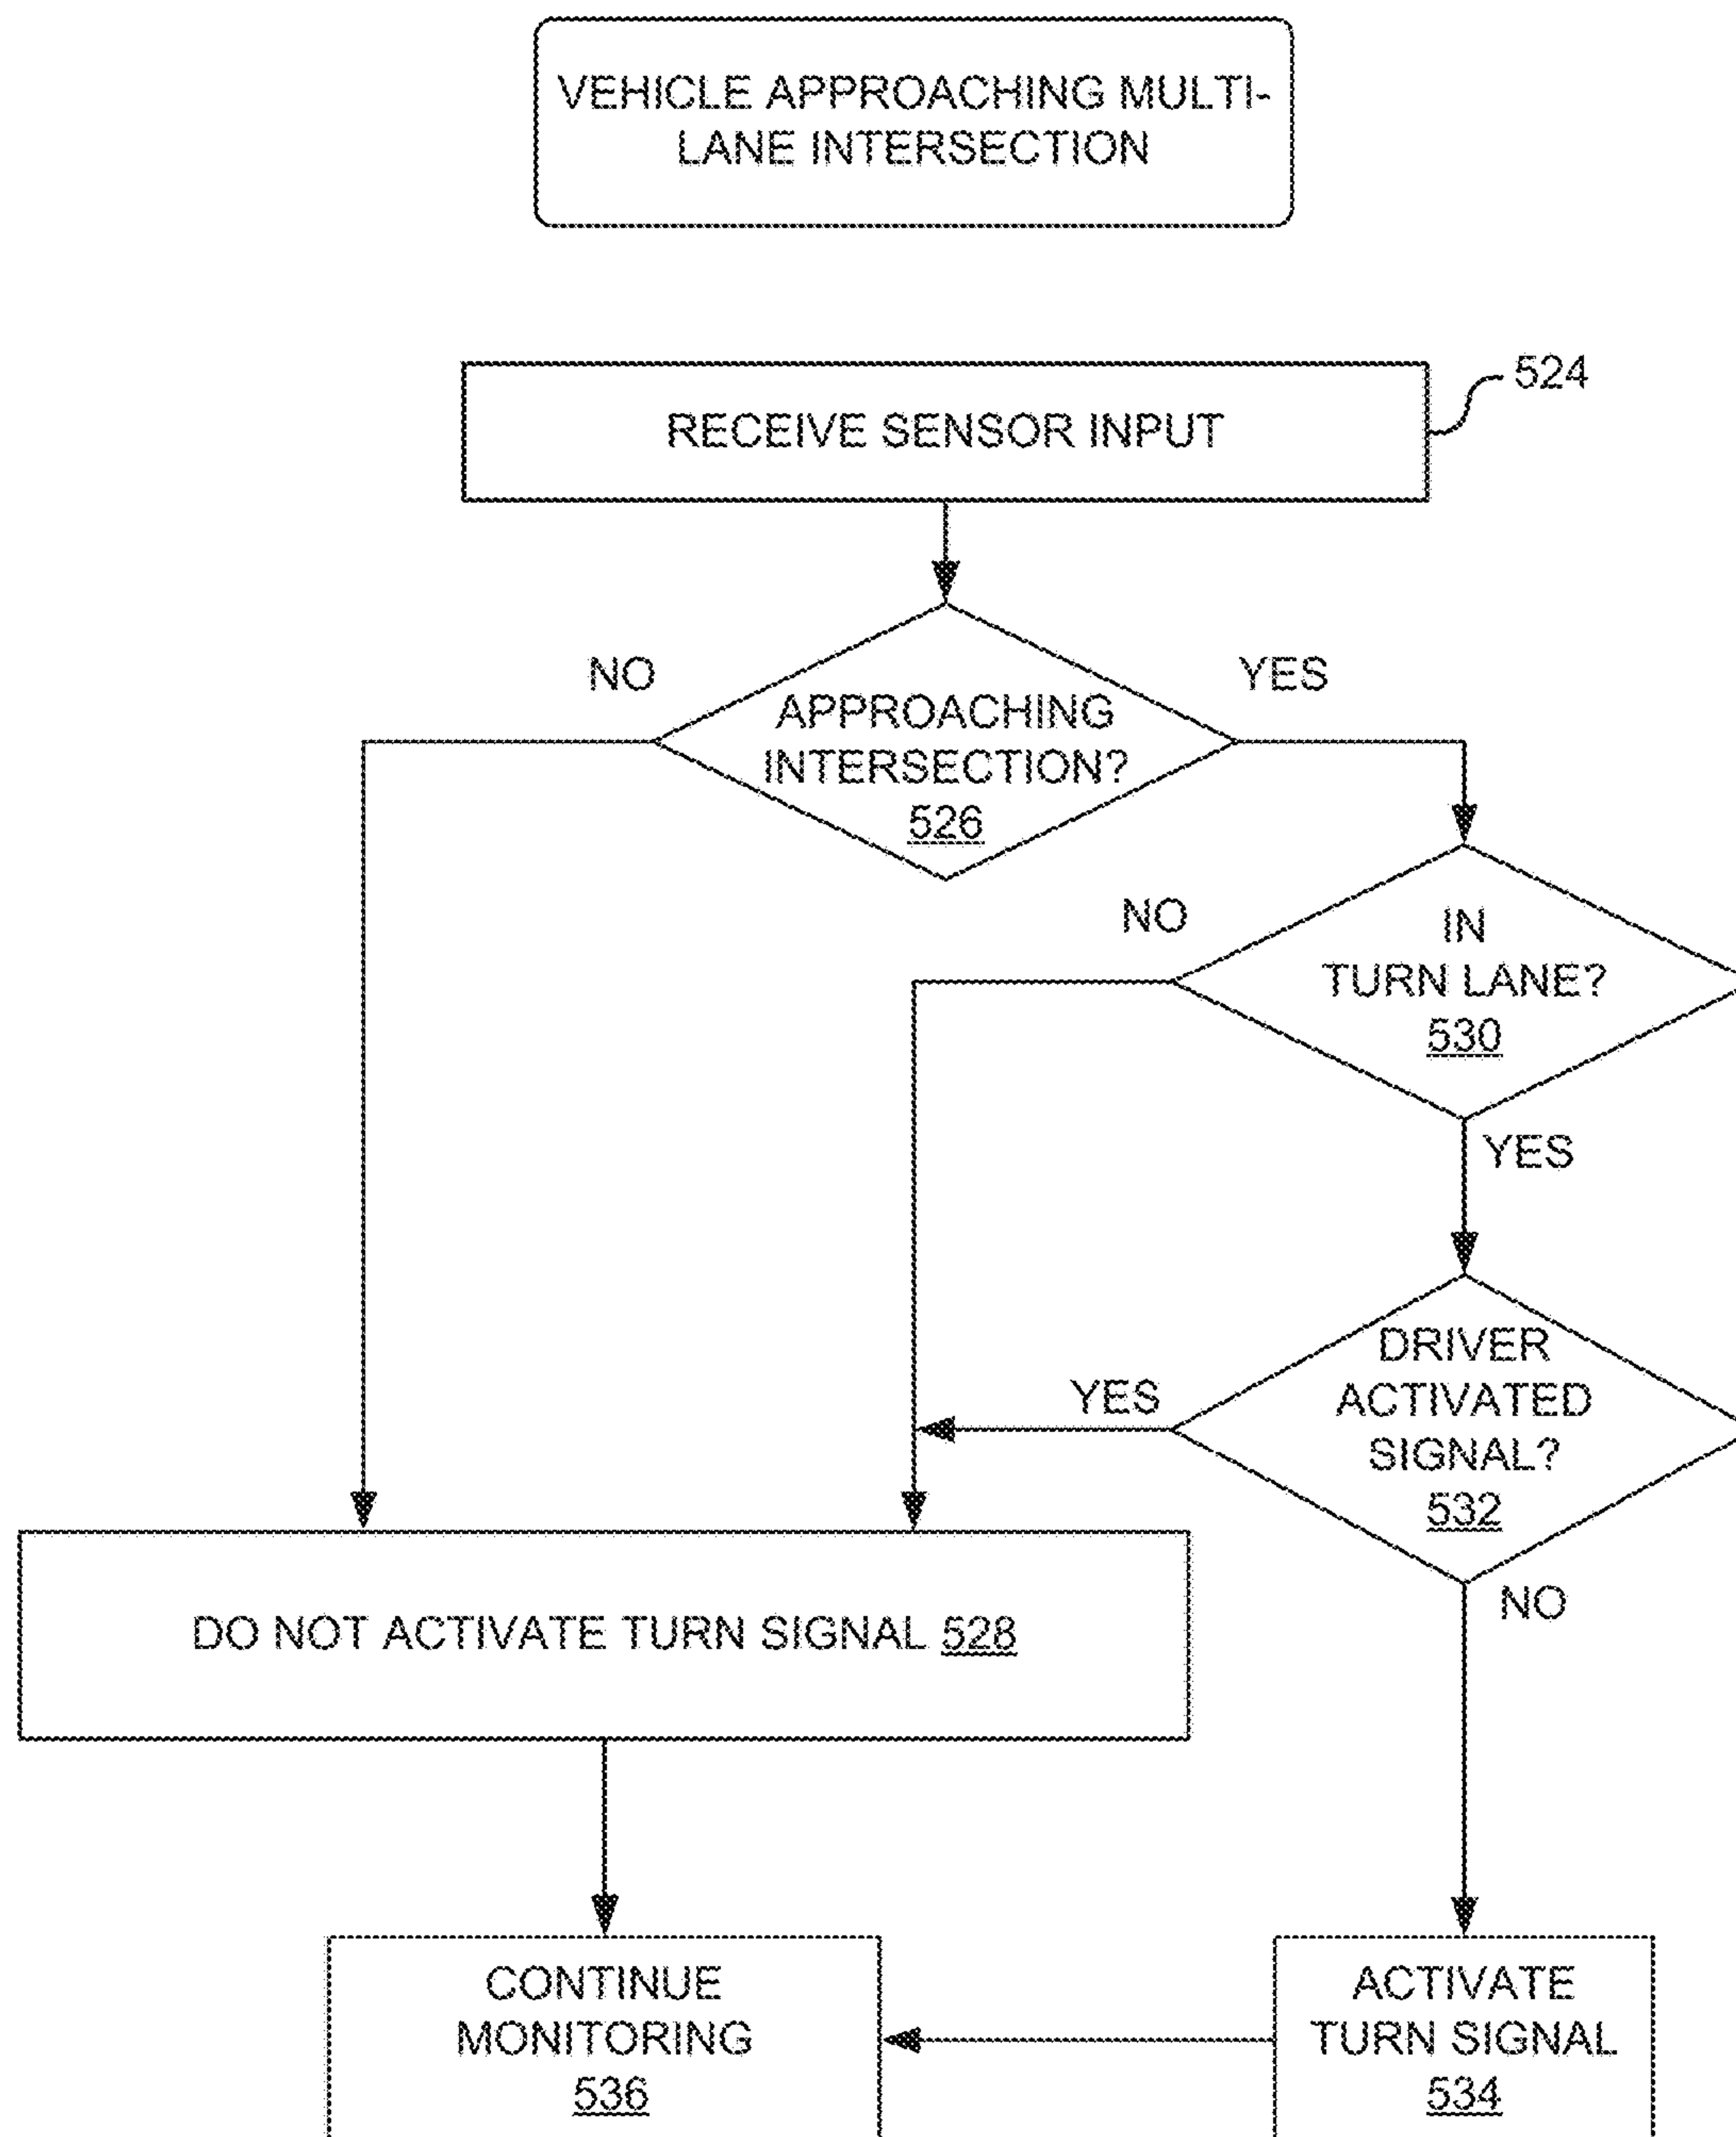 VEHICLE APPROACHING MULTI-
LANE INTERSECTION
524
RECEIVE SENSOR INPUT
NO
YES
APPROACHING
INTERSECTION?
526
NO
IN
TURN LANE?
530
YES
DRIVER
ACTIVATED
SIGNAL?
532
YES
NO
DO NOT ACTIVATE TURN SIGNAL 528
CONTINUE
MONITORING
536
ACTIVATE
TURN SIGNAL
534